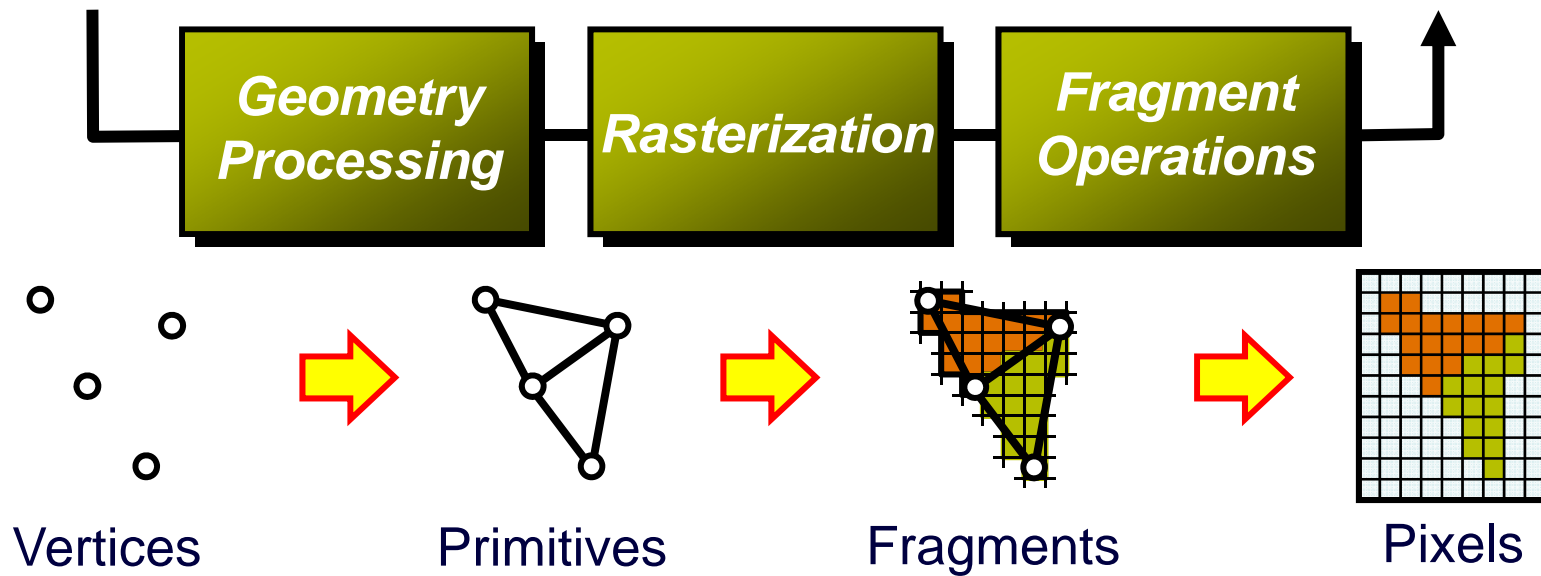 Geometry
Processing
Rasterization
Fragment
Operations
Vertices
Primitives
Fragments
Pixels